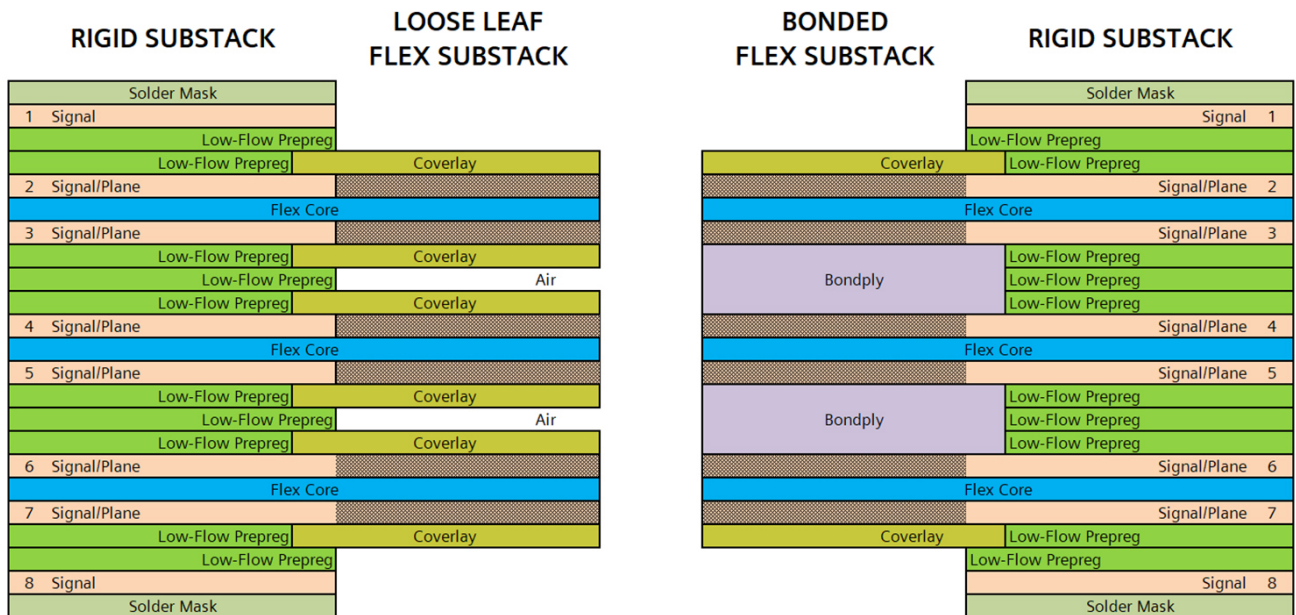 RIGID SUBSTACK
LOOSE LEAF
FLEX SUBSTACK
BONDED
FLEX SUBSTACK
RIGID SUBSTACK
Solder Mask
1 Signal
Low-Flow Prepreg
Low-Flow Prepreg Coverlay
2 Signal/Plane
Flex Core
3 Signal/Plane
Low-Flow Prepreg Coverlay
Low-Flow Prepreg Air
Low-Flow Prepreg Coverlay
4 Signal/Plane
Flex Core
5 Signal/Plane
Low-Flow Prepreg Coverlay
Low-Flow Prepreg Air
Low-Flow Prepreg Coverlay
6 Signal/Plane
Flex Core
7 Signal/Plane
Low-Flow Prepreg Coverlay
Low-Flow Prepreg
8 Signal
Solder Mask
Solder Mask
Signal 1
Low-Flow Prepreg
Coverlay Low-Flow Prepreg
Signal/Plane 2
Flex Core
Signal/Plane 3
Low-Flow Prepreg
Bondply Low-Flow Prepreg
Low-Flow Prepreg
Signal/Plane 4
Flex Core
Signal/Plane 5
Low-Flow Prepreg
Bondply Low-Flow Prepreg
Low-Flow Prepreg
Signal/Plane 6
Flex Core
Signal/Plane 7
Coverlay Low-Flow Prepreg
Low-Flow Prepreg
Signal 8
Solder Mask